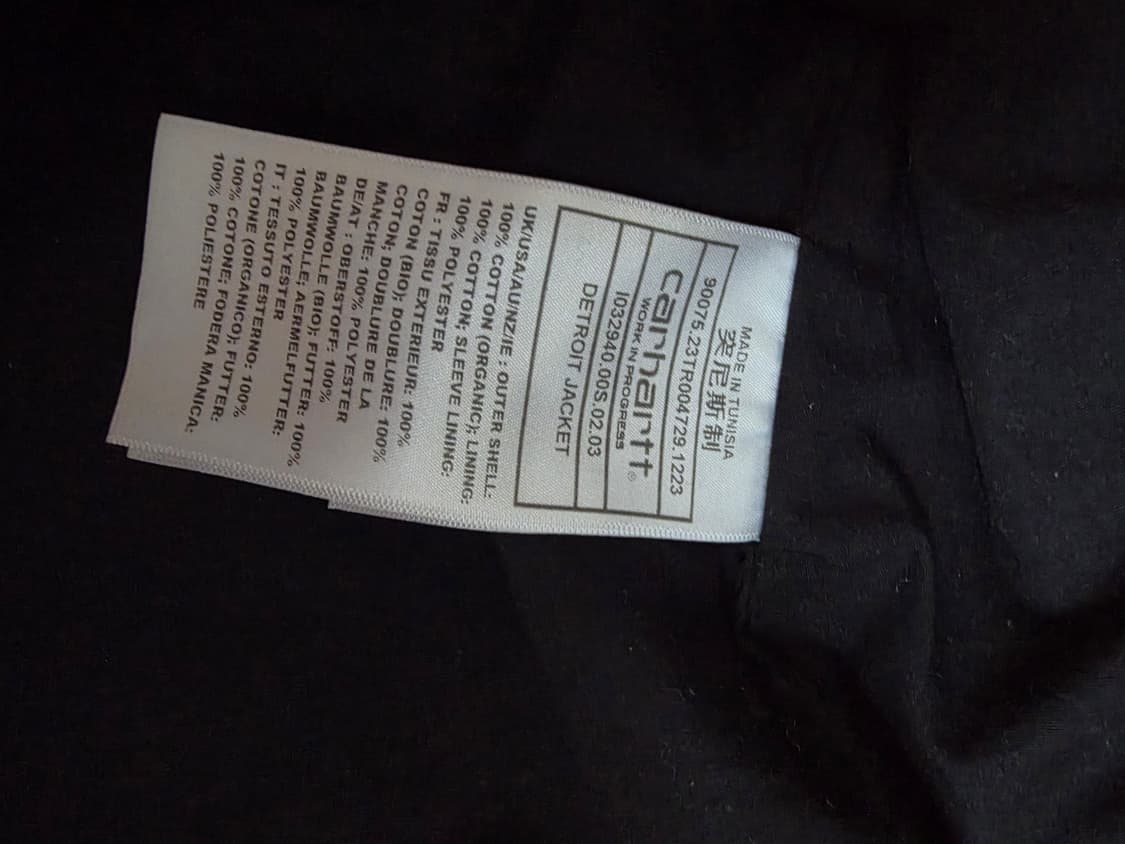 MADE IN TUNISIA
突尼斯制
90075.23TR004729.1223
carhartt®
WORK IN PROGRESS
I032940.00S.02.03
DETROIT JACKET
UK/USA/AU/NZ/IE : OUTER SHELL:
100% COTTON (ORGANIC); LINING:
100% COTTON; SLEEVE LINING:
100% POLYESTER
FR : TISSU EXTERIEUR: 100%
COTON (BIO); DOUBLURE: 100%
COTON; DOUBLURE DE LA
MANCHE: 100% POLYESTER
DE/AT : OBERSTOFF: 100%
BAUMWOLLE (BIO); FUTTER: 100%
BAUMWOLLE; AERMELFUTTER:
100% POLYESTER
IT : TESSUTO ESTERNO: 100%
COTONE (ORGANICO); FUTTER:
100% COTONE; FODERA MANICA:
100% POLIESTERE